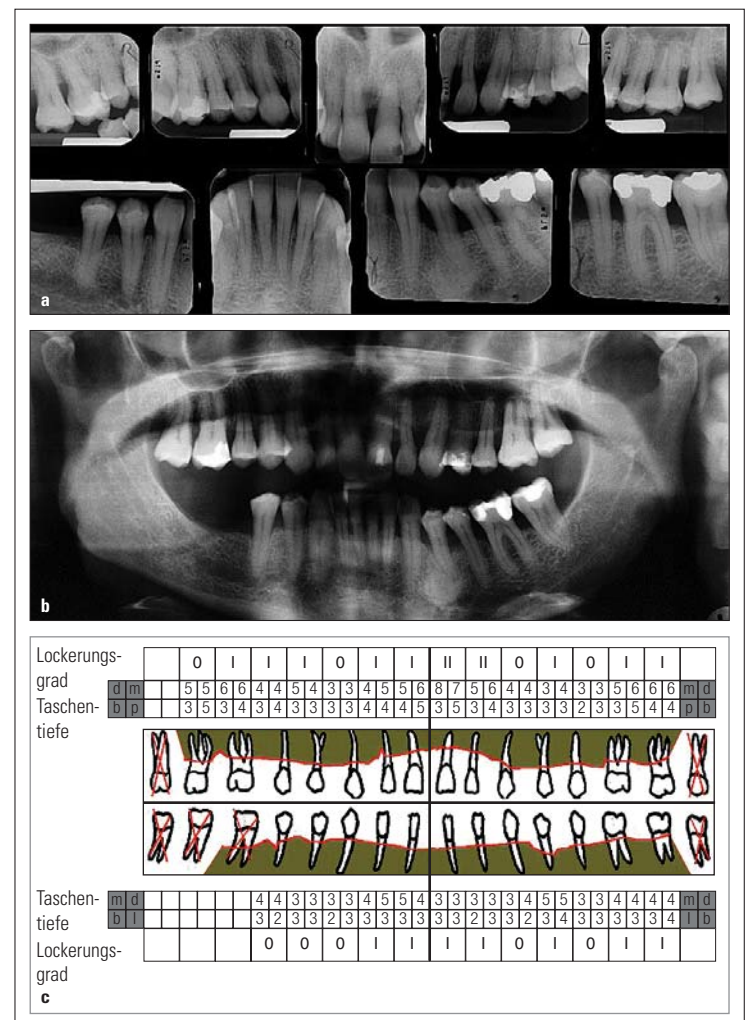 a
b
Lockerungs-
grad
0 I I I 0 I I II II 0 I 0 I I
d m 5 5 6 6 4 4 5 4 3 3 4 5 5 6 8 7 5 6 4 4 3 4 3 3 5 6 6 6 m d
Taschen-
tiefe
b p 3 5 3 4 3 4 3 3 3 3 4 4 4 5 3 5 3 4 3 3 3 3 2 3 3 5 4 4 p b
Taschen-
tiefe
m d 4 4 3 3 3 3 4 5 5 4 3 3 3 3 3 4 5 5 3 3 4 4 4 4 m d
b l 3 2 3 3 2 3 3 3 3 3 3 3 2 3 3 2 3 4 3 3 3 3 3 4 l b
Lockerungs-
grad
0 0 0 I I I I 0 I 0 I I
c